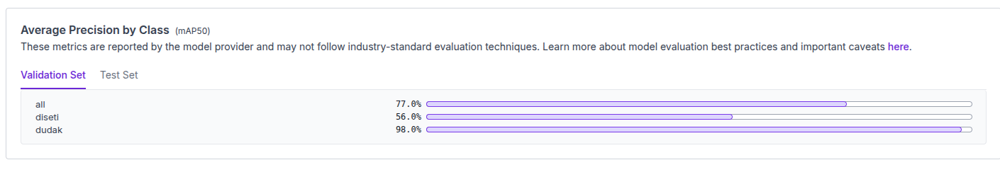 Average Precision by Class (mAP50)
These metrics are reported by the model provider and may not follow industry-standard evaluation techniques. Learn more about model evaluation best practices and important caveats here.
Validation Set Test Set
all 77.0%
diseti 56.0%
dudak 98.0%